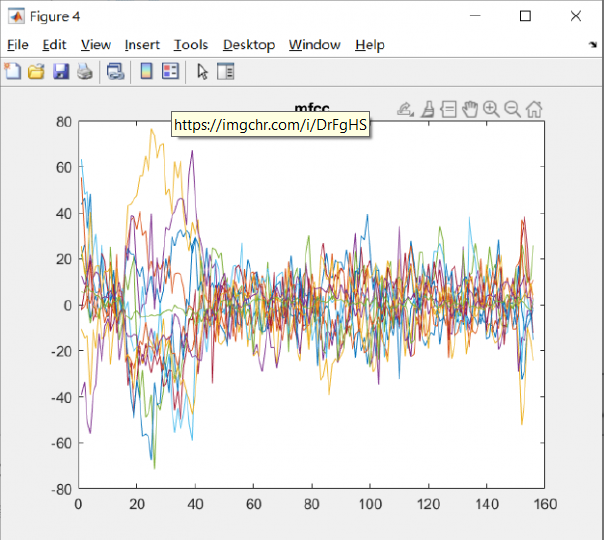 Figure 4
File Edit View Insert Tools Desktop Window Help
mfcc
https://imgchr.com/i/DrFgHS
80
60
40
20
0
-20
-40
-60
-80
0 20 40 60 80 100 120 140 160